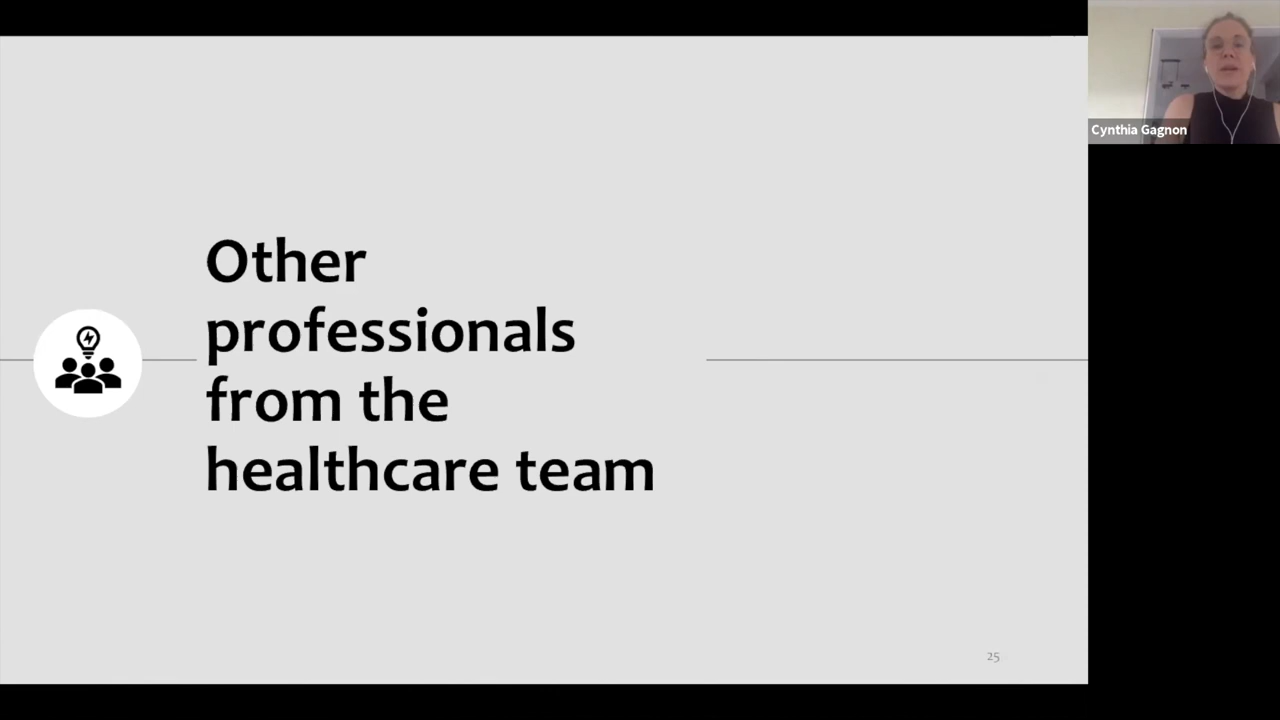 Other
professionals
from the
healthcare team
25
Cynthia Gagnon